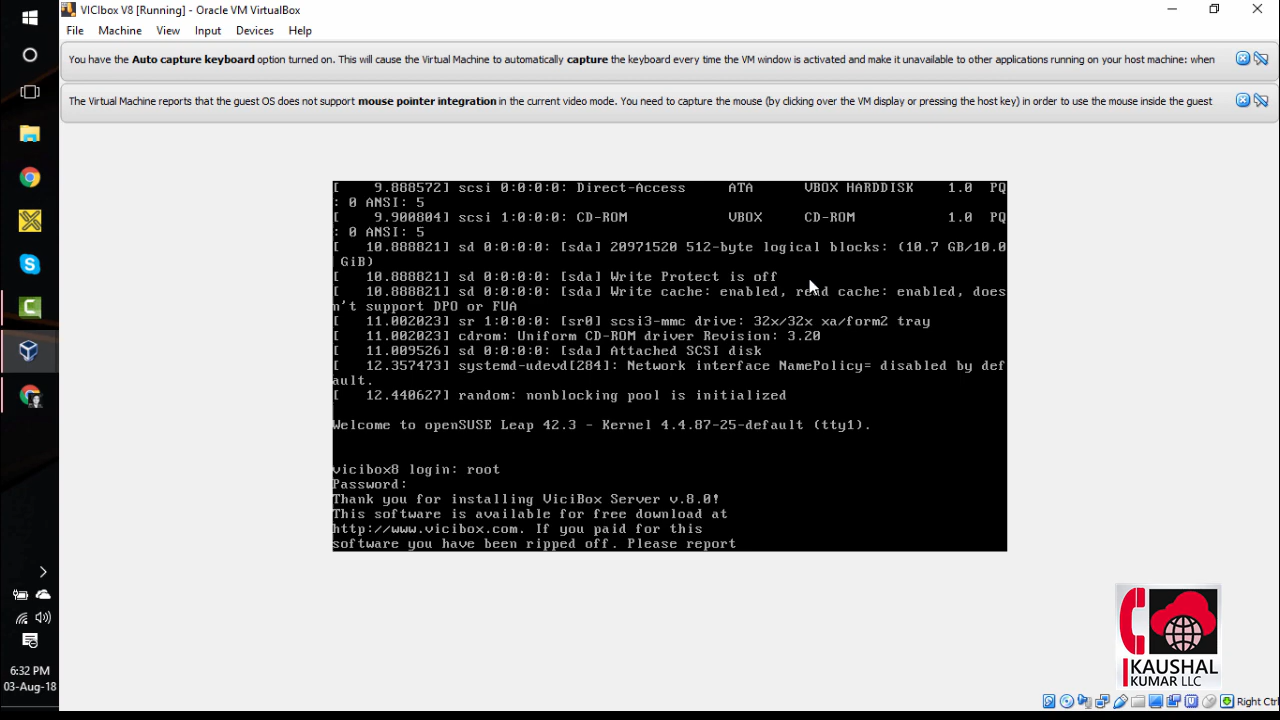 VICIbox V8 [Running] - Oracle VM VirtualBox
File Machine View Input Devices Help
You have the Auto capture keyboard option turned on. This will cause the Virtual Machine to automatically capture the keyboard every time the VM window is activated and make it unavailable to other applications running on your host machine: when
The Virtual Machine reports that the guest OS does not support mouse pointer integration in the current video mode. You need to capture the mouse (by clicking over the VM display or pressing the host key) in order to use the mouse inside the guest
[ 9.888572] scsi 0:0:0:0: Direct-Access ATA VBOX HARDDISK 1.0 PQ
: 0 ANSI: 5
[ 9.900804] scsi 1:0:0:0: CD-ROM VBOX CD-ROM 1.0 PQ
: 0 ANSI: 5
[ 10.888821] sd 0:0:0:0: [sda] 20971520 512-byte logical blocks: (10.7 GB/10.0
GiB)
[ 10.888821] sd 0:0:0:0: [sda] Write Protect is off
[ 10.888821] sd 0:0:0:0: [sda] Write cache: enabled, read cache: enabled, does
n't support DPO or FUA
[ 11.002023] sr 1:0:0:0: [sr0] scsi3-mmc drive: 32x/32x xa/form2 tray
[ 11.002023] cdrom: Uniform CD-ROM driver Revision: 3.20
[ 11.009526] sd 0:0:0:0: [sda] Attached SCSI disk
[ 12.357473] systemd-udevd[284]: Network interface NamePolicy= disabled by def
ault.
[ 12.440627] random: nonblocking pool is initialized
Welcome to openSUSE Leap 42.3 - Kernel 4.4.87-25-default (tty1).
vicibox8 login: root
Password:
Thank you for installing ViciBox Server v.8.0!
This software is available for free download at
http://www.vicibox.com. If you paid for this
software you have been ripped off. Please report
KAUSHAL
KUMAR LLC
6:32 PM
03-Aug-18
Right Ctrl